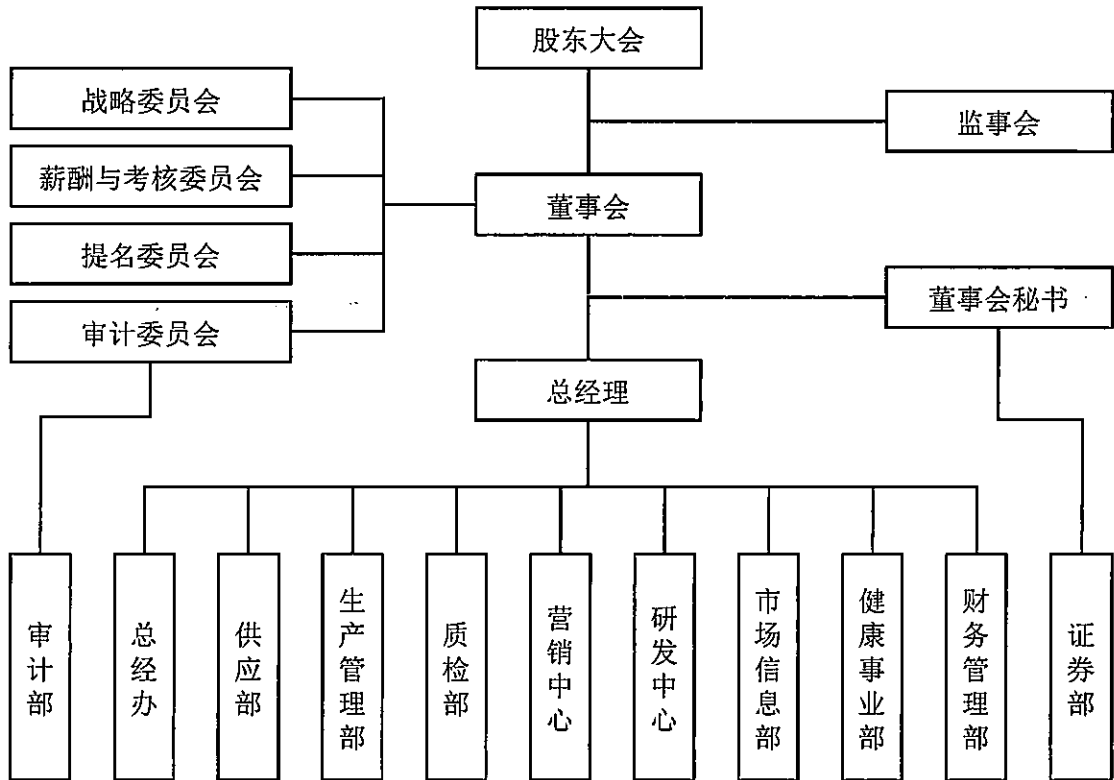 股东大会
战略委员会
监事会
薪酬与考核委员会
董事会
提名委员会
董事会秘书
审计委员会
总经理
审计部
总经办
供应部
生产管理部
质检部
营销中心
研发中心
市场信息部
健康事业部
财务管理部
证券部